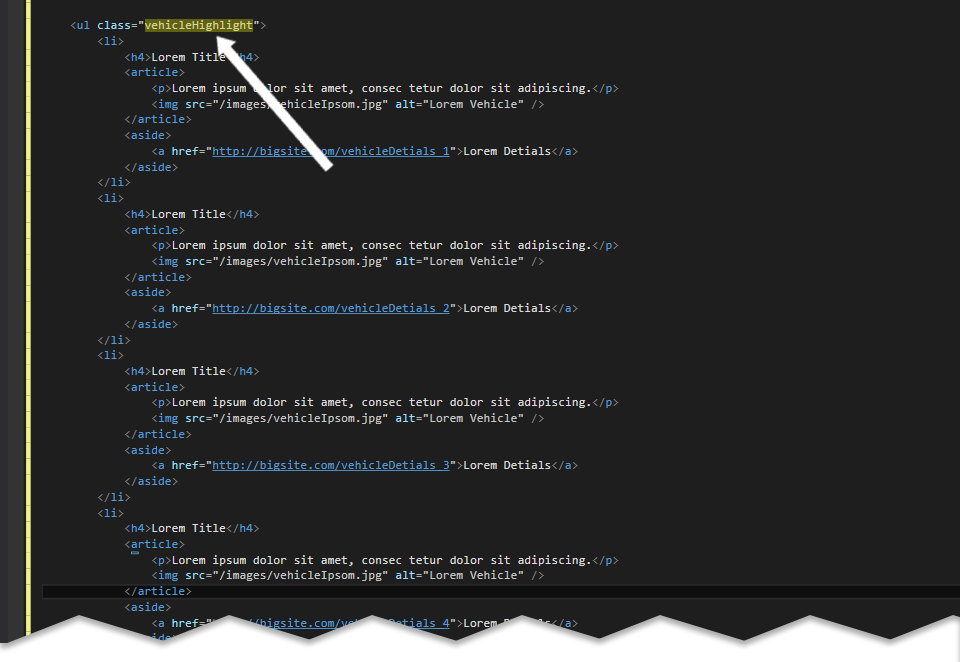 <ul class="vehicleHighlight">
<li>
<h4>Lorem Title</h4>
<article>
<p>Lorem ipsum dolor sit amet, consec tetur dolor sit adipiscing.</p>
<img src="/images/vehicleIpsom.jpg" alt="Lorem Vehicle" />
</article>
<aside>
<a href="http://bigsite.com/vehicleDetials_1">Lorem Detials</a>
</aside>
</li>
<li>
<h4>Lorem Title</h4>
<article>
<p>Lorem ipsum dolor sit amet, consec tetur dolor sit adipiscing.</p>
<img src="/images/vehicleIpsom.jpg" alt="Lorem Vehicle" />
</article>
<aside>
<a href="http://bigsite.com/vehicleDetials_2">Lorem Detials</a>
</aside>
</li>
<li>
<h4>Lorem Title</h4>
<article>
<p>Lorem ipsum dolor sit amet, consec tetur dolor sit adipiscing.</p>
<img src="/images/vehicleIpsom.jpg" alt="Lorem Vehicle" />
</article>
<aside>
<a href="http://bigsite.com/vehicleDetials_3">Lorem Detials</a>
</aside>
</li>
<li>
<h4>Lorem Title</h4>
<article>
<p>Lorem ipsum dolor sit amet, consec tetur dolor sit adipiscing.</p>
<img src="/images/vehicleIpsom.jpg" alt="Lorem Vehicle" />
</article>
<aside>
<a href="http://bigsite.com/vehicleDetials_4">Lorem Detials</a>